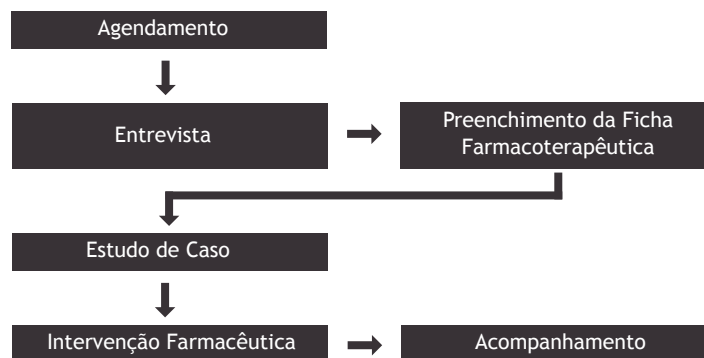 Agendamento
Entrevista
Preenchimento da Ficha
Farmacoterapêutica
Estudo de Caso
Intervenção Farmacêutica
Acompanhamento